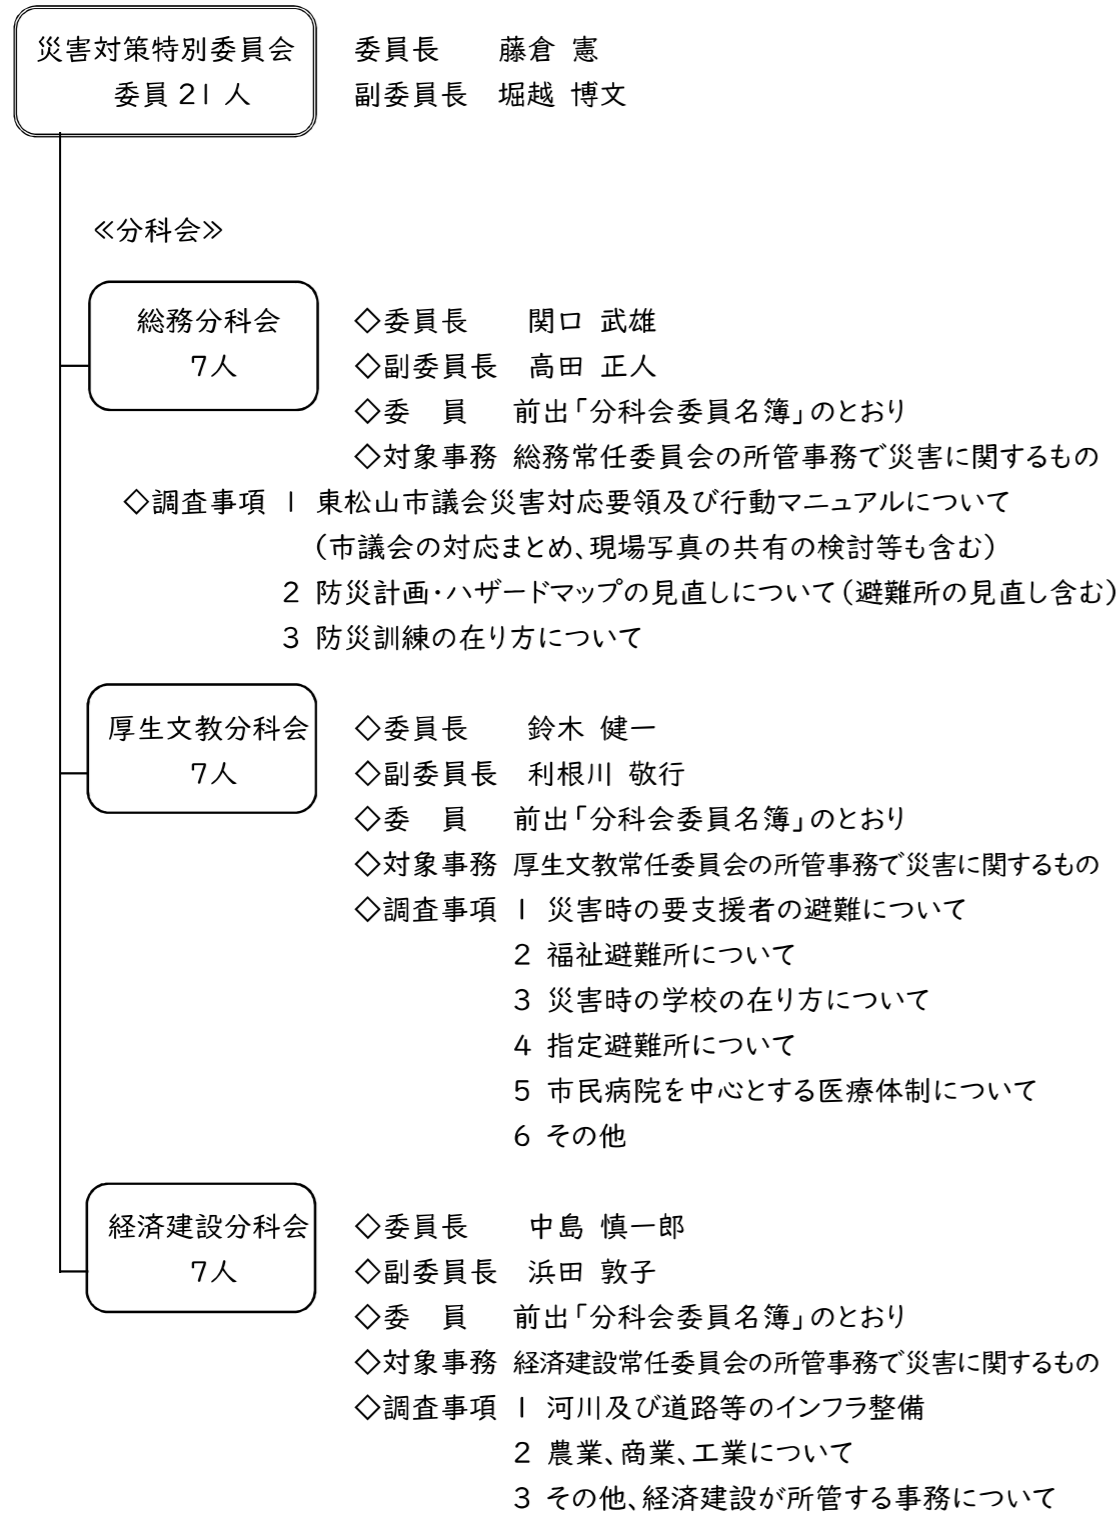 災害対策特別委員会 委員長 藤倉 憲
委員21人 副委員長 堀越 博文
≪分科会≫
総務分科会 ◇委員長 関口 武雄
7人 ◇副委員長 高田 正人
◇委 員 前出「分科会委員名簿」のとおり
◇対象事務 総務常任委員会の所管事務で災害に関するもの
◇調査事項 1 東松山市議会災害対応要領及び行動マニュアルについて
(市議会の対応まとめ、現場写真の共有の検討等も含む)
2 防災計画・ハザードマップの見直しについて(避難所の見直し含む)
3 防災訓練の在り方について
厚生文教分科会 ◇委員長 鈴木 健一
7人 ◇副委員長 利根川 敬行
◇委 員 前出「分科会委員名簿」のとおり
◇対象事務 厚生文教常任委員会の所管事務で災害に関するもの
◇調査事項 1 災害時の要支援者の避難について
2 福祉避難所について
3 災害時の学校の在り方について
4 指定避難所について
5 市民病院を中心とする医療体制について
6 その他
経済建設分科会 ◇委員長 中島 慎一郎
7人 ◇副委員長 浜田 敦子
◇委 員 前出「分科会委員名簿」のとおり
◇対象事務 経済建設常任委員会の所管事務で災害に関するもの
◇調査事項 1 河川及び道路等のインフラ整備
2 農業、商業、工業について
3 その他、経済建設が所管する事務について